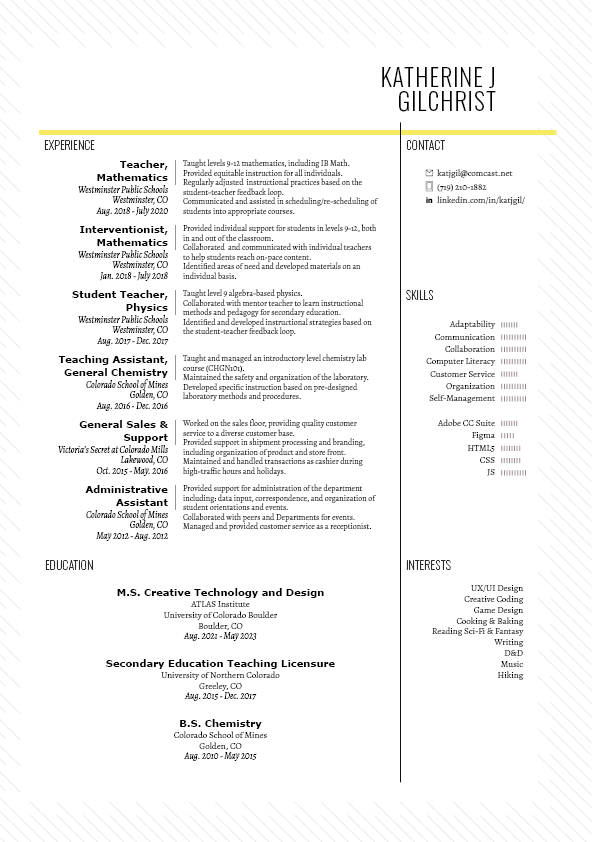 KATHERINE J
GILCHRIST
EXPERIENCE
Teacher,
Mathematics
Westminster Public Schools
Westminster, CO
Aug. 2018 - July 2020
Taught levels 9-12 mathematics, including IB Math.
Provided equitable instruction for all individuals.
Regularly adjusted instructional practices based on the
student-teacher feedback loop.
Communicated and assisted in scheduling/re-scheduling of
students into appropriate courses.
Interventionist,
Mathematics
Westminster Public Schools
Westminster, CO
Jan. 2018 - July 2018
Provided individual support for students in levels 9-12, both
in and out of the classroom.
Collaborated and communicated with individual teachers
to help students reach on-pace content.
Identified areas of need and developed materials on an
individual basis.
Student Teacher,
Physics
Westminster Public Schools
Westminster, CO
Aug. 2017 - Dec. 2017
Taught level 9 algebra-based physics.
Collaborated with mentor teacher to learn instructional
methods and pedagogy for secondary education.
Identified and developed instructional strategies based on
the student-teacher feedback loop.
Teaching Assistant,
General Chemistry
Colorado School of Mines
Golden, CO
Aug. 2016 - Dec. 2016
Taught and managed an introductory level chemistry lab
course (CHGN101).
Maintained the safety and organization of the laboratory.
Developed specific instruction based on pre-designed
laboratory methods and procedures.
General Sales &
Support
Victoria's Secret at Colorado Mills
Lakewood, CO
Oct. 2015 - May. 2016
Worked on the sales floor, providing quality customer
service to a diverse customer base.
Provided support in shipment processing and branding,
including organization of product and store front.
Maintained and handled transactions as cashier during
high-traffic hours and holidays.
Administrative
Assistant
Colorado School of Mines
Golden, CO
May 2012 - Aug. 2012
Provided support for administration of the department
including: data input, correspondence, and organization of
student orientations and events.
Collaborated with peers and Departments for events.
Managed and provided customer service as a receptionist.
EDUCATION
M.S. Creative Technology and Design
ATLAS Institute
University of Colorado Boulder
Boulder, CO
Aug. 2021 - May 2023
Secondary Education Teaching Licensure
University of Northern Colorado
Greeley, CO
Aug. 2015 - Dec. 2017
B.S. Chemistry
Colorado School of Mines
Golden, CO
Aug. 2010 - May 2015
CONTACT
katjgil@comcast.net
(719) 210-1882
in linkedin.com/in/katjgil/
SKILLS
Adaptability
Communication
Collaboration
Computer Literacy
Customer Service
Organization
Self-Management
Adobe CC Suite
Figma
HTML5
CSS
JS
INTERESTS
UX/UI Design
Creative Coding
Game Design
Cooking & Baking
Reading Sci-Fi & Fantasy
Writing
D&D
Music
Hiking